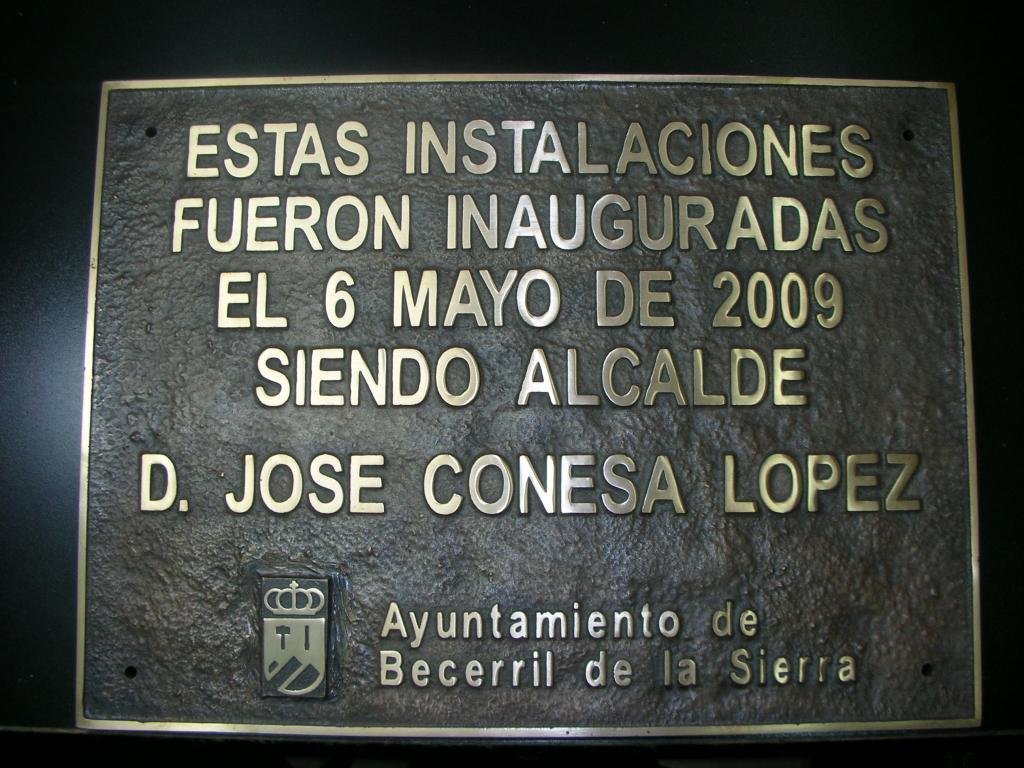 ESTAS INSTALACIONES
FUERON INAUGURADAS
EL 6 MAYO DE 2009
SIENDO ALCALDE
D. JOSE CONESA LOPEZ
Ayuntamiento de
Becerril de la Sierra